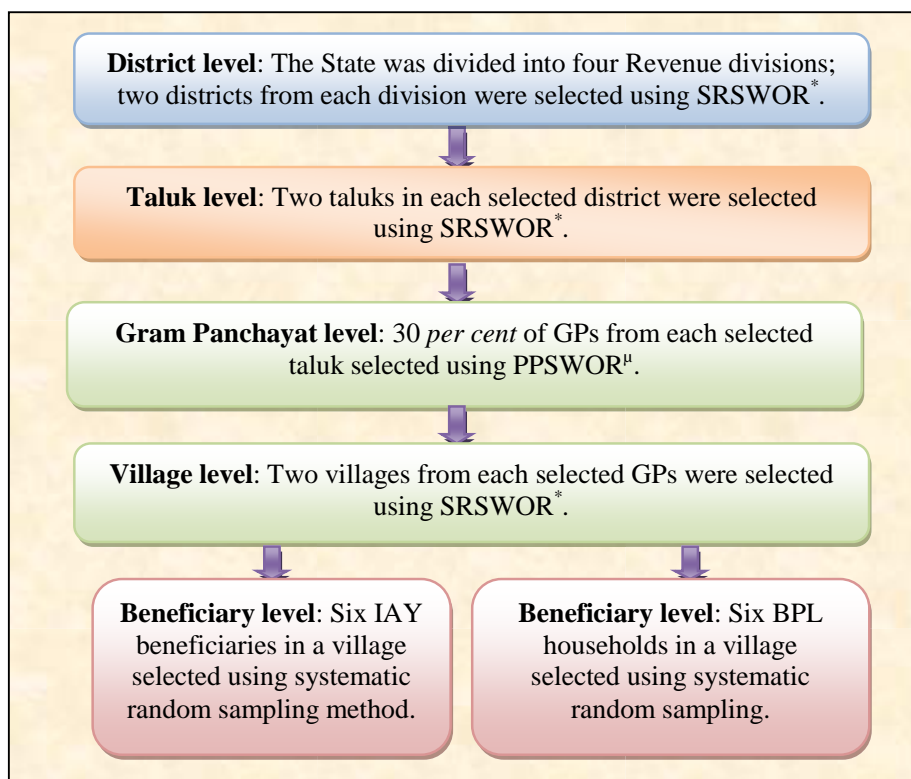 District level: The State was divided into four Revenue divisions;
two districts from each division were selected using SRSWOR*.
Taluk level: Two taluks in each selected district were selected
using SRSWOR*.
Gram Panchayat level: 30 per cent of GPs from each selected
taluk selected using PPSWORµ.
Village level: Two villages from each selected GPs were selected
using SRSWOR*.
Beneficiary level: Six IAY
beneficiaries in a village
selected using systematic
random sampling method.
Beneficiary level: Six BPL
households in a village
selected using systematic
random sampling.